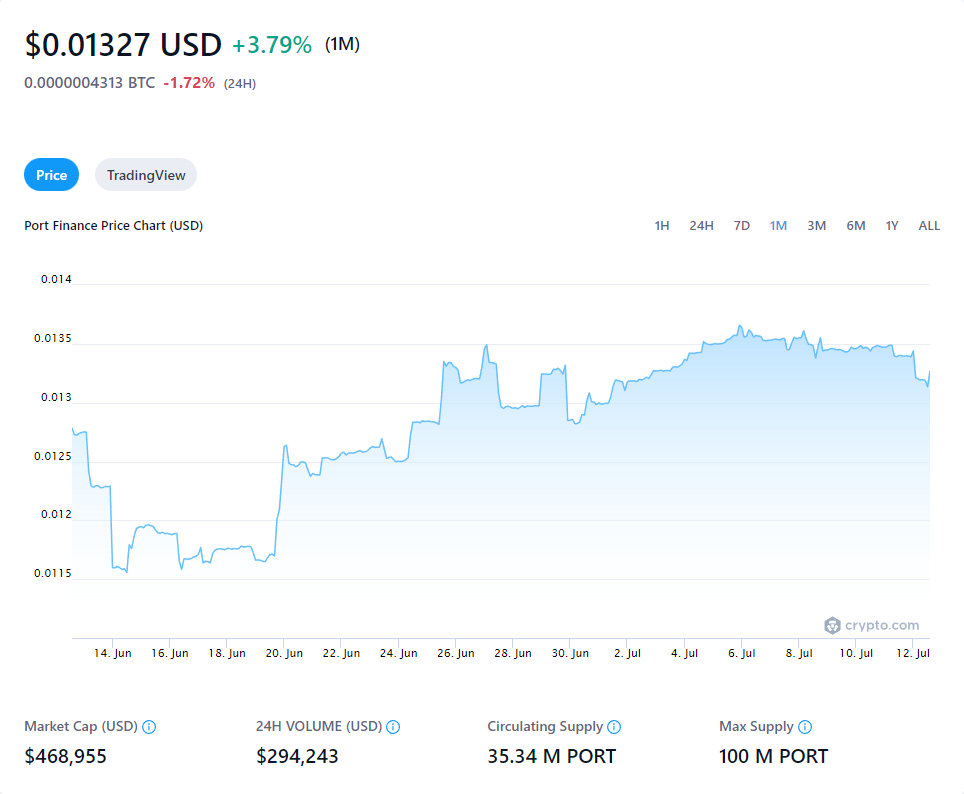 $0.01327 USD +3.79% (1M)
0.0000004313 BTC -1.72% (24H)
Price TradingView
Port Finance Price Chart (USD)
1H 24H 7D 1M 3M 6M 1Y ALL
0.014
0.0135
0.013
0.0125
0.012
0.0115
crypto.com
14. Jun 16. Jun 18. Jun 20. Jun 22. Jun 24. Jun 26. Jun 28. Jun 30. Jun 2. Jul 4. Jul 6. Jul 8. Jul 10. Jul 12. Jul
Market Cap (USD) 24H VOLUME (USD) Circulating Supply Max Supply
$468,955 $294,243 35.34 M PORT 100 M PORT